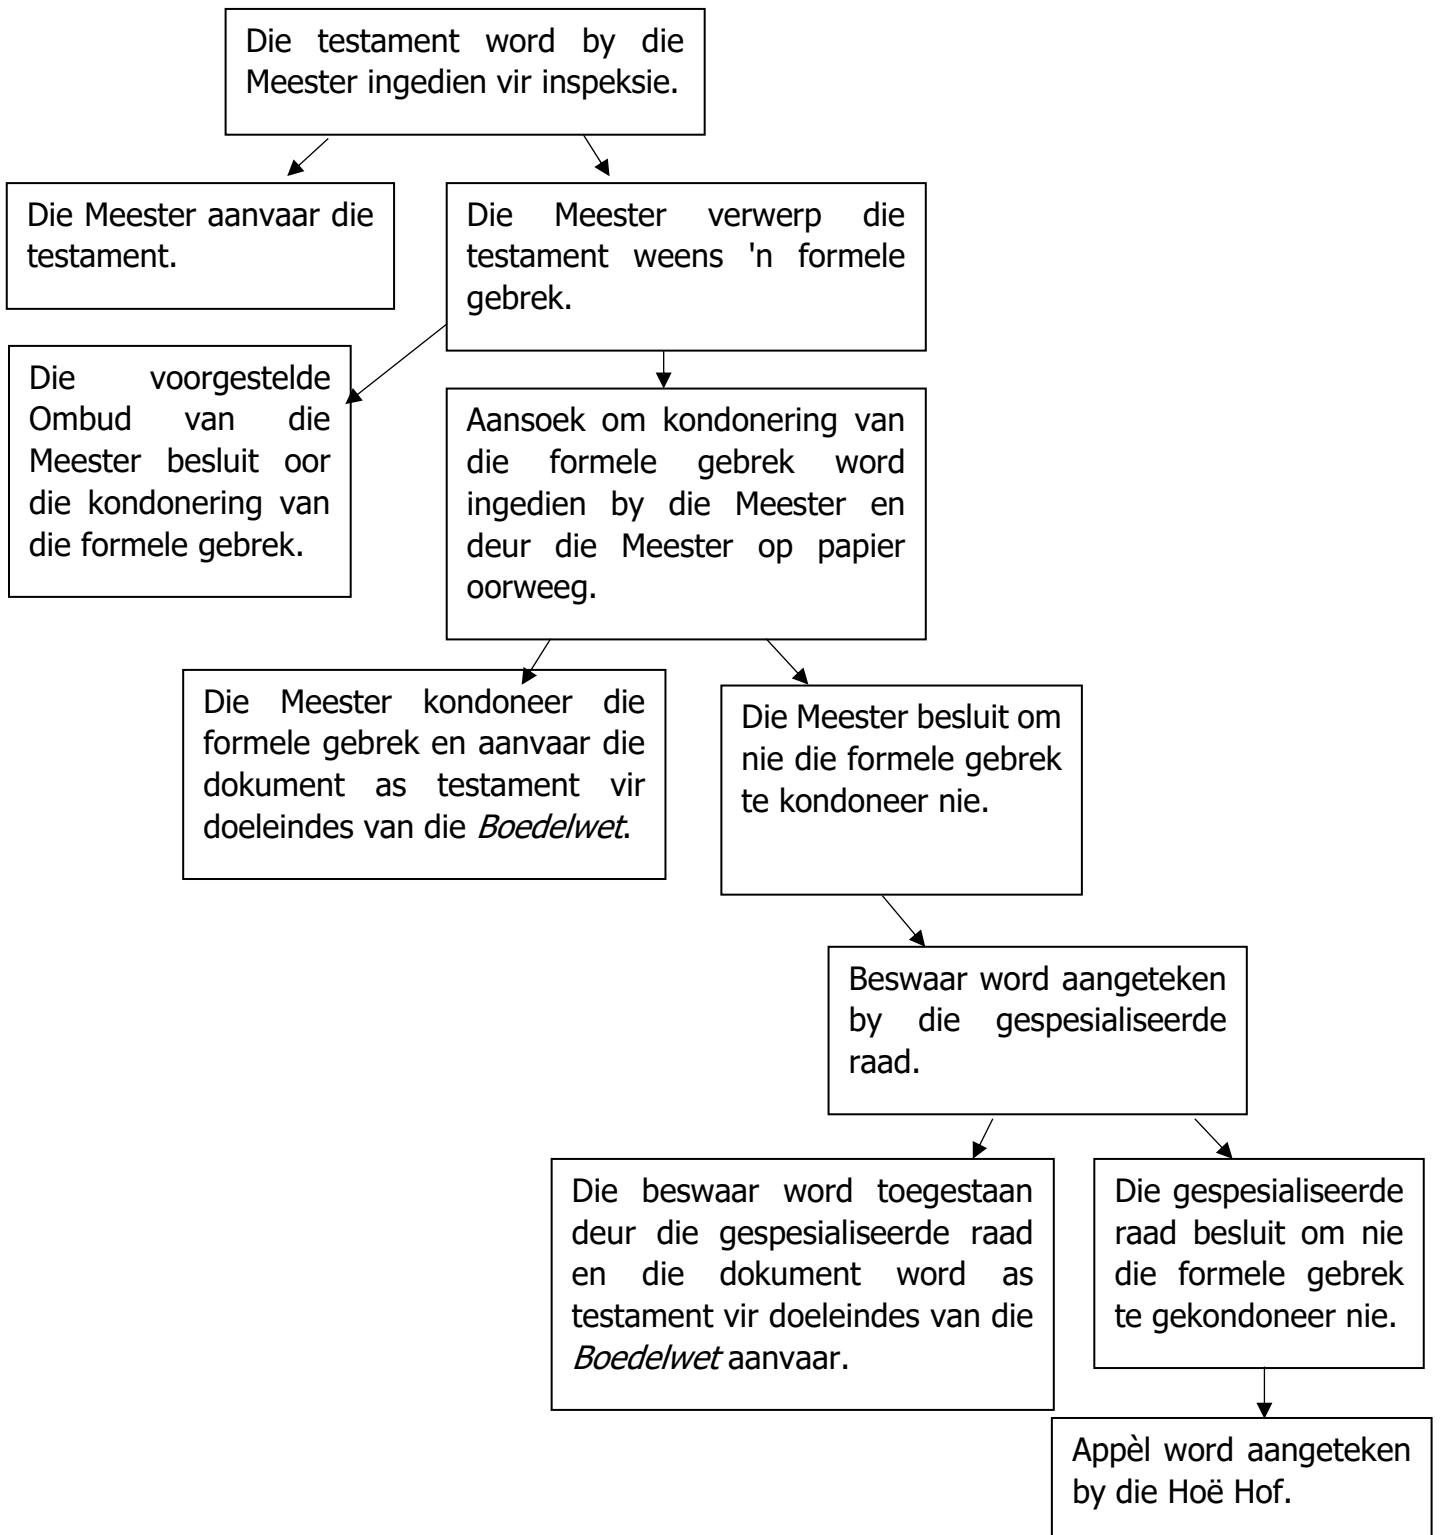 Die testament word by die
Meester ingedien vir inspeksie.
Die Meester aanvaar die
testament.
Die Meester verwerp die
testament weens 'n formele
gebrek.
Die voorgestelde
Ombud van die
Meester besluit oor
die kondonering van
die formele gebrek.
Aansoek om kondonering van
die formele gebrek word
ingedien by die Meester en
deur die Meester op papier
oorweeg.
Die Meester kondoneer die
formele gebrek en aanvaar die
dokument as testament vir
doeleindes van die Boedelwet.
Die Meester besluit om
nie die formele gebrek
te kondoneer nie.
Beswaar word aangeteken
by die gespesialiseerde
raad.
Die beswaar word toegestaan
deur die gespesialiseerde raad
en die dokument word as
testament vir doeleindes van die
Boedelwet aanvaar.
Die gespesialiseerde
raad besluit om nie
die formele gebrek
te gekondoneer nie.
Appèl word aangeteken
by die Hoë Hof.